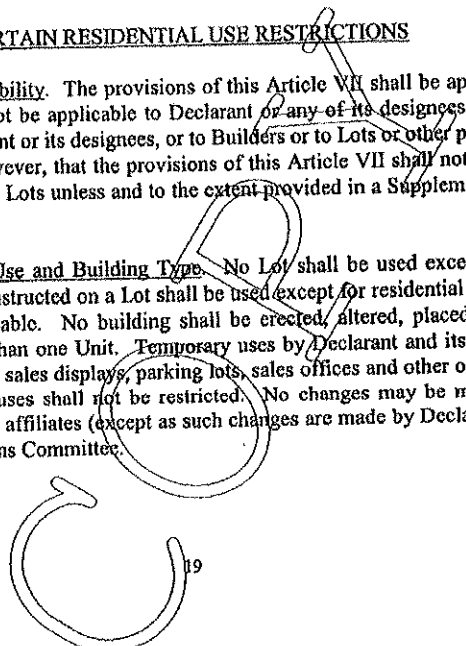 RTAIN RESIDENTIAL USE RESTRICTIONS
bility. The provisions of this Article VII shall be ap
ot be applicable to Declarant or any of its designees
nt or its designees, or to Builders or to Lots or other p
vever, that the provisions of this Article VII shall not
Lots unless and to the extent provided in a Supplem
Use and Building Type. No Lot shall be used exce
nstructed on a Lot shall be used except for residential
able. No building shall be erected, altered, placed
han one Unit. Temporary uses by Declarant and its
sales displays, parking lots, sales offices and other o
uses shall not be restricted. No changes may be m
affiliates (except as such changes are made by Decla
ns Committee.
19
COPY